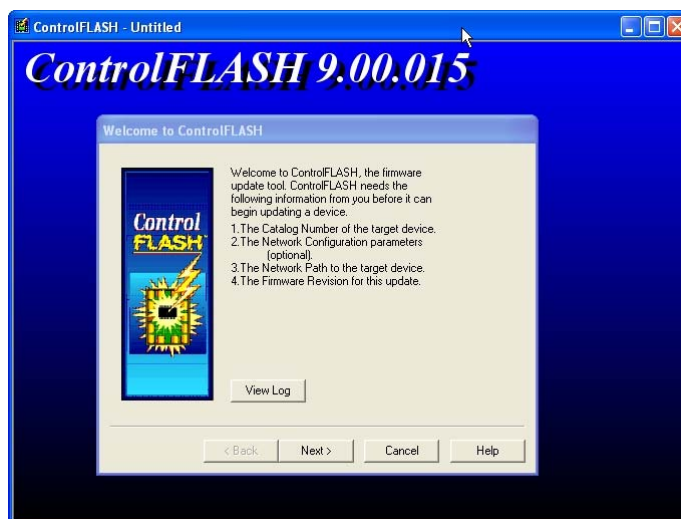 ControlFLASH - Untitled
ControlFLASH 9.00.015
Welcome to ControlFLASH
Control
FLASH
Welcome to ControlFLASH, the firmware
update tool. ControlFLASH needs the
following information from you before it can
begin updating a device.
1.The Catalog Number of the target device.
2.The Network Configuration parameters
(optional).
3.The Network Path to the target device.
4.The Firmware Revision for this update.
View Log
< Back
Next >
Cancel
Help